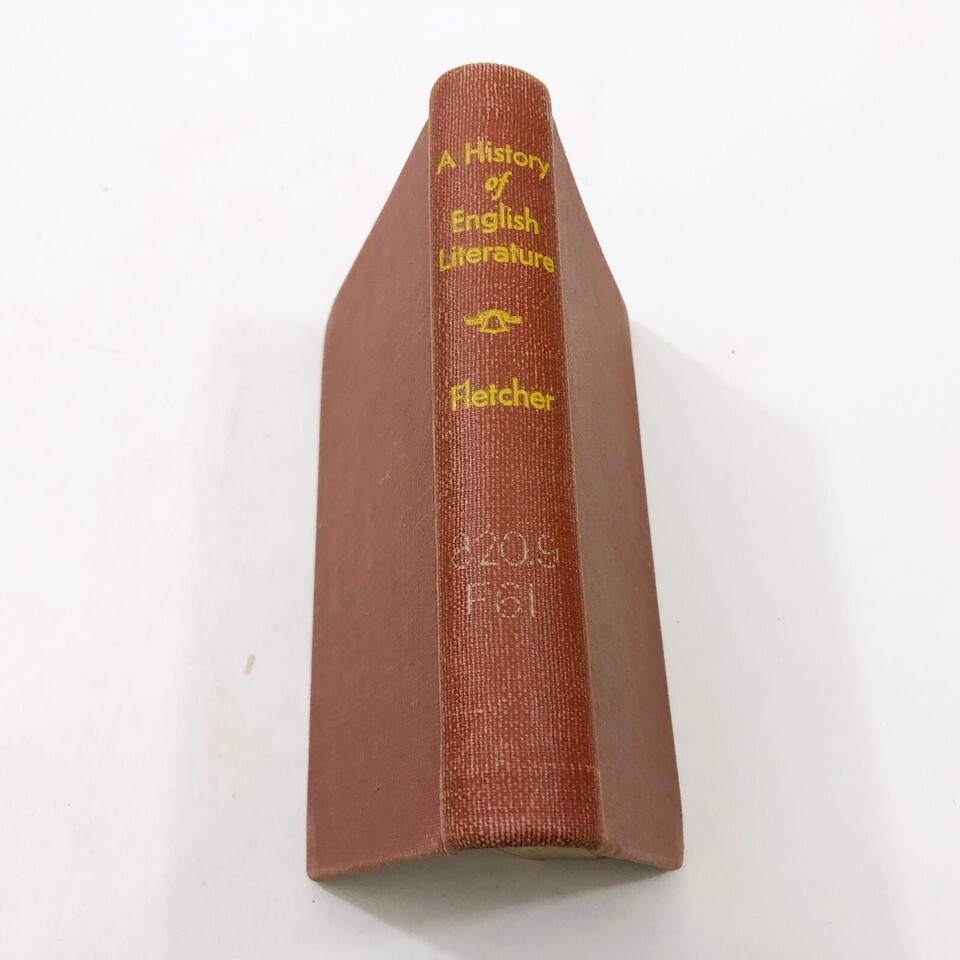 A History
of
English
Literature
Fletcher
820.9
F61